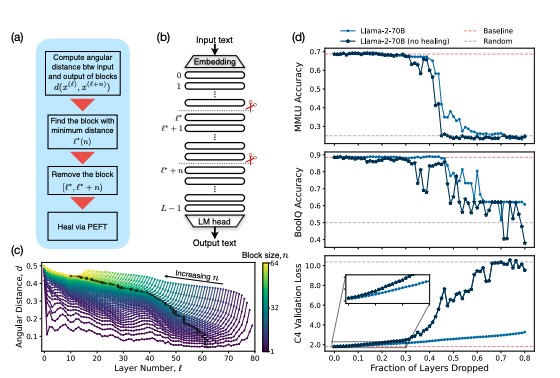 (a)
Compute angular
distance btw input
and output of blocks
d(x^(ℓ), x^(ℓ+n))
Find the block with
minimum distance
ℓ*(n)
Remove the block
[ℓ*, ℓ* + n)
Heal via PEFT
(b)
Input text
Embedding
0
1
ℓ*
ℓ* + 1
ℓ* + n
L − 1
LM head
Output text
(c)
Block size, n
64
32
1
Increasing n
Angular Distance, d
0.5
0.4
0.3
0.2
0.1
0 10 20 30 40 50 60 70 80
Layer Number, ℓ
(d)
Llama-2-70B
Llama-2-70B (no healing)
Baseline
Random
MMLU Accuracy
0.7
0.6
0.5
0.4
0.3
BoolQ Accuracy
0.9
0.8
0.7
0.6
0.5
0.4
C4 Validation Loss
10.0
8.0
6.0
4.0
2.0
0.0 0.1 0.2 0.3 0.4 0.5 0.6 0.7 0.8
Fraction of Layers Dropped